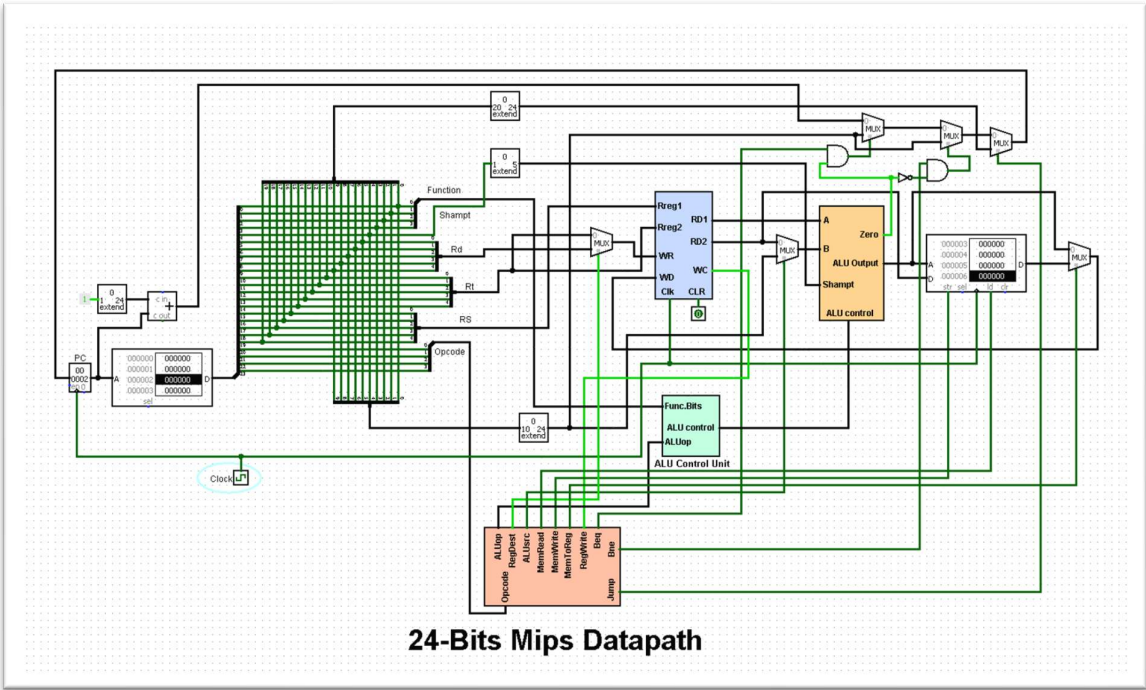 0
20 24
extend
MUX
MUX
MUX
0
1 5
extend
Function
Shampt
Rd
Rt
RS
Opcode
MUX
Rreg1
Rreg2
WR
WD
Clk
RD1
RD2
WC
CLR
0
MUX
A
B
Shampt
Zero
ALU Output
ALU control
A
D
000003 000000
000004 000000
000005 000000
000006 000000
D
str sel ld clr
MUX
1
1 24
extend
c in
+
c out
PC
00
0002
A
000000 000000
000001 000000
000002 000000
000003 000000
D
sel
0
10 24
extend
Func.Bits
ALU control
ALUop
ALU Control Unit
Clock
ALUop
RegDest
ALUsrc
MemRead
MemWrite
MemToReg
RegWrite
Beq
Bne
Opcode
Jump
24-Bits Mips Datapath